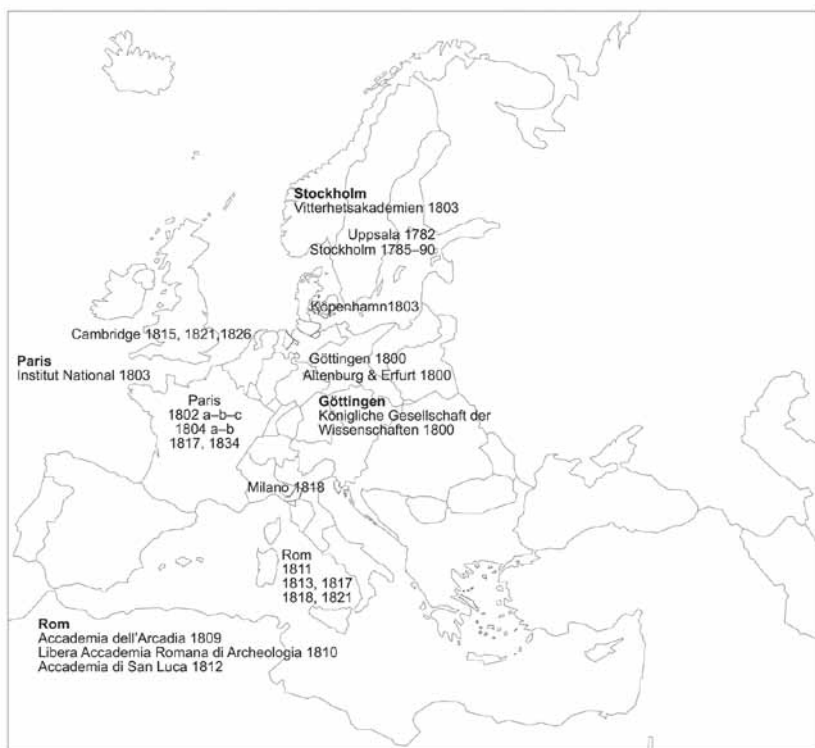 Stockholm
Vitterhetsakademien 1803
Uppsala 1782
Stockholm 1785–90
Köpenhamn1803
Cambridge 1815, 1821,1826
Paris
Institut National 1803
Göttingen 1800
Altenburg & Erfurt 1800
Paris
1802 a–b–c
1804 a–b
1817, 1834
Göttingen
Königliche Gesellschaft der
Wissenschaften 1800
Milano 1818
Rom
1811
1813, 1817
1818, 1821
Rom
Accademia dell'Arcadia 1809
Libera Accademia Romana di Archeologia 1810
Accademia di San Luca 1812